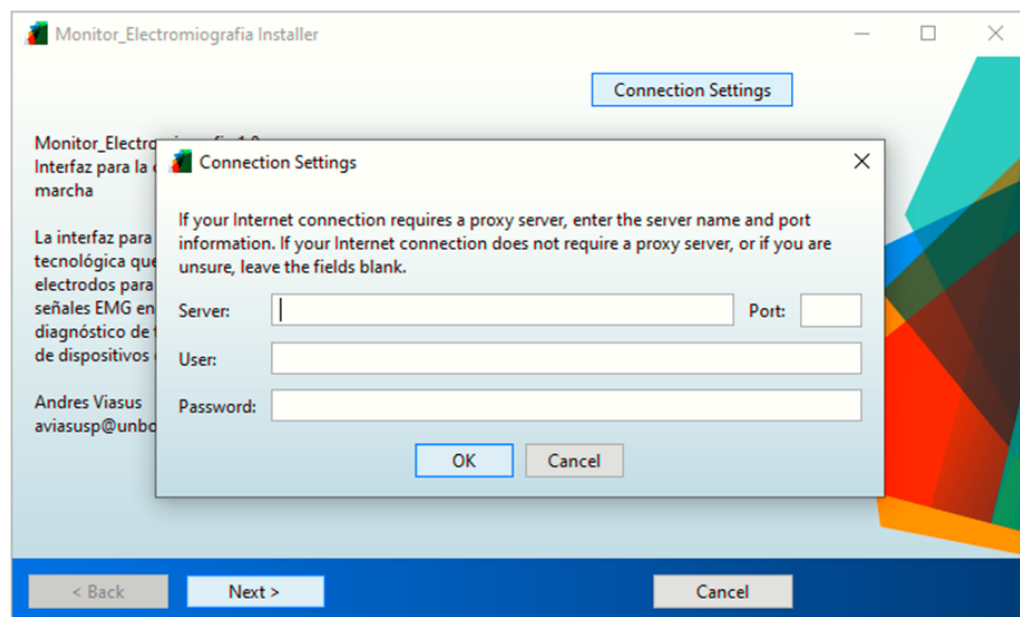 Monitor_Electromiografia Installer
Connection Settings
Monitor_Electro
Interfaz para la
marcha
La interfaz para
tecnológica que
electrodos para
señales EMG en
diagnóstico de
de dispositivos
Andres Viasus
aviasusp@unbo
Connection Settings
If your Internet connection requires a proxy server, enter the server name and port
information. If your Internet connection does not require a proxy server, or if you are
unsure, leave the fields blank.
Server:
Port:
User:
Password:
OK
Cancel
< Back
Next >
Cancel